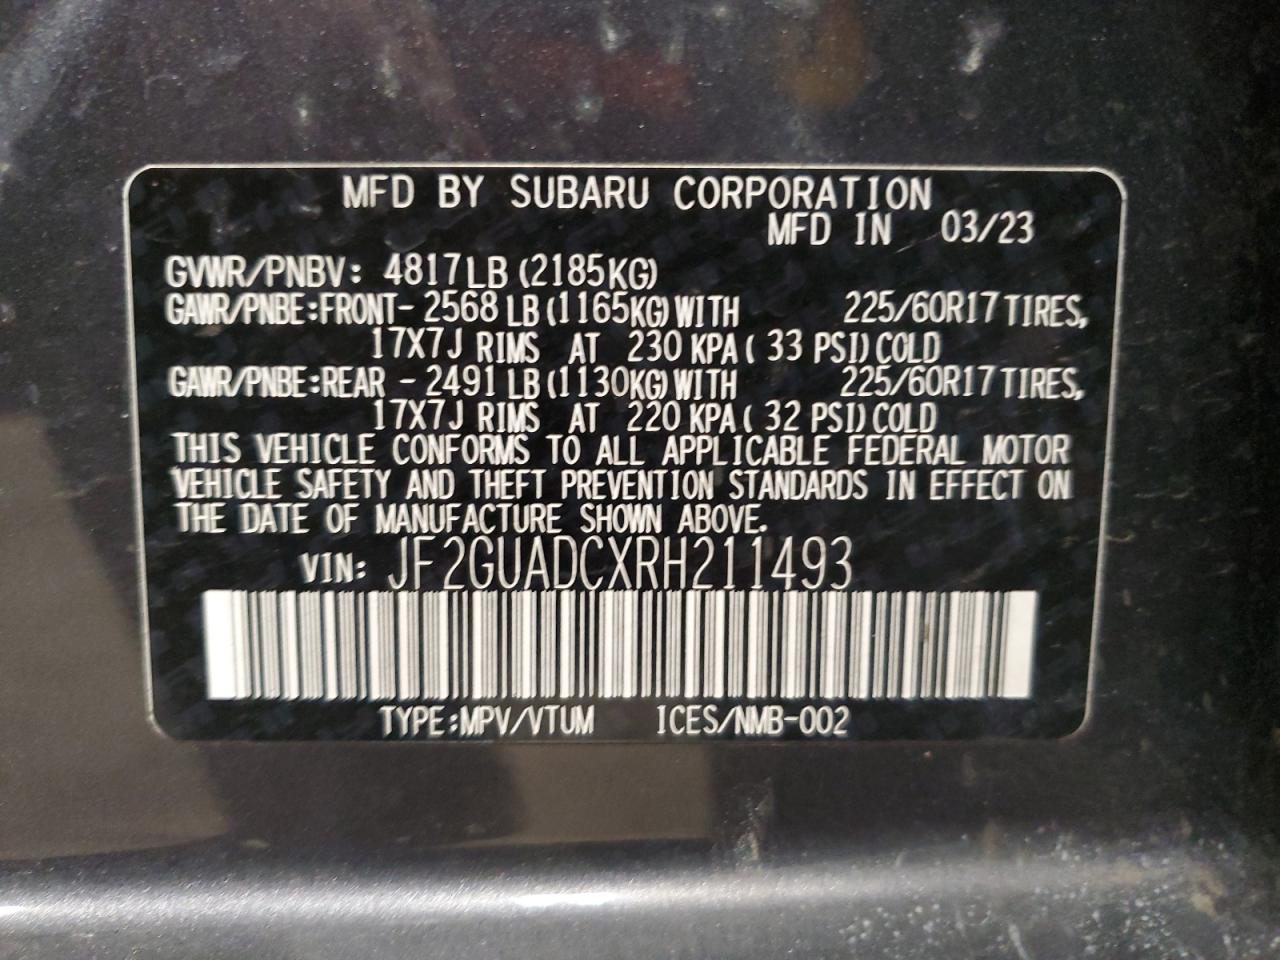 MFD BY SUBARU CORPORATION
MFD IN 03/23
GVWR/PNBV: 4817LB (2185KG)
GAWR/PNBE:FRONT- 2568 LB (1165KG) WITH 225/60R17 TIRES,
17X7J RIMS AT 230 KPA ( 33 PSI) COLD
GAWR/PNBE:REAR - 2491 LB (1130KG) WITH 225/60R17 TIRES,
17X7J RIMS AT 220 KPA ( 32 PSI) COLD
THIS VEHICLE CONFORMS TO ALL APPLICABLE FEDERAL MOTOR
VEHICLE SAFETY AND THEFT PREVENTION STANDARDS IN EFFECT ON
THE DATE OF MANUFACTURE SHOWN ABOVE.
VIN: JF2GUADCXRH211493
TYPE:MPV/VTUM ICES/NMB-002